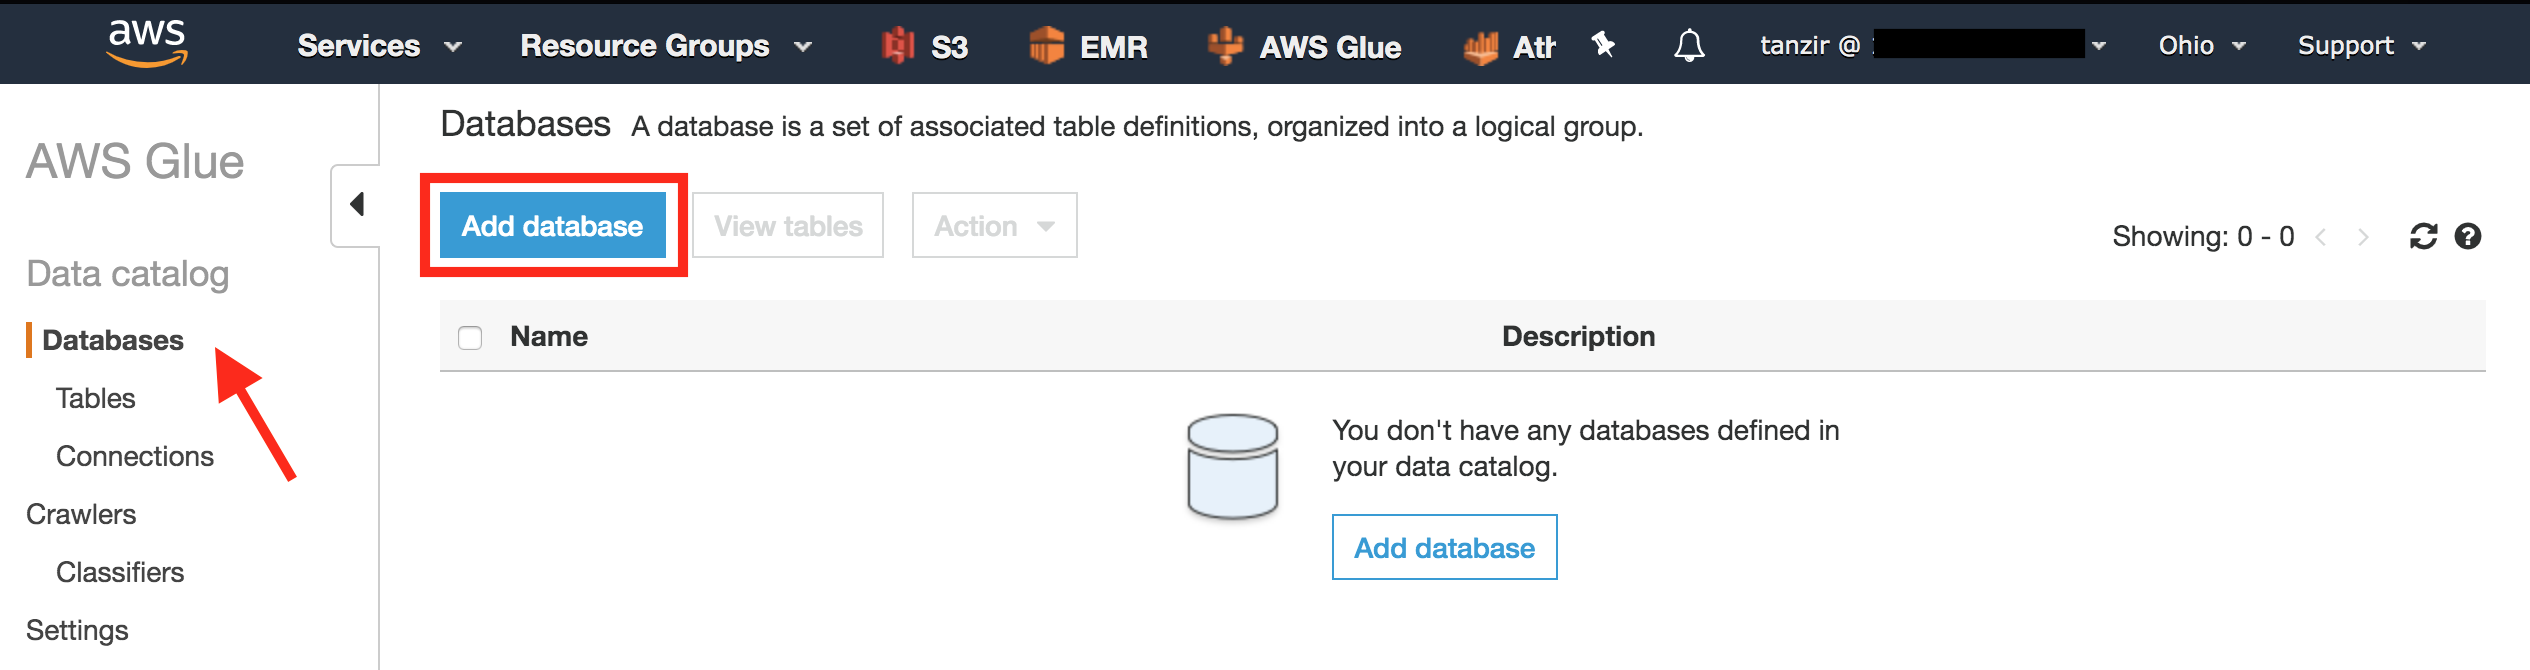 aws Services Resource Groups S3 EMR AWS Glue Ath tanzir @ Ohio Support
AWS Glue
Data catalog
Databases
Tables
Connections
Crawlers
Classifiers
Settings
Databases A database is a set of associated table definitions, organized into a logical group.
Add database View tables Action
Showing: 0 - 0
Name Description
You don't have any databases defined in
your data catalog.
Add database